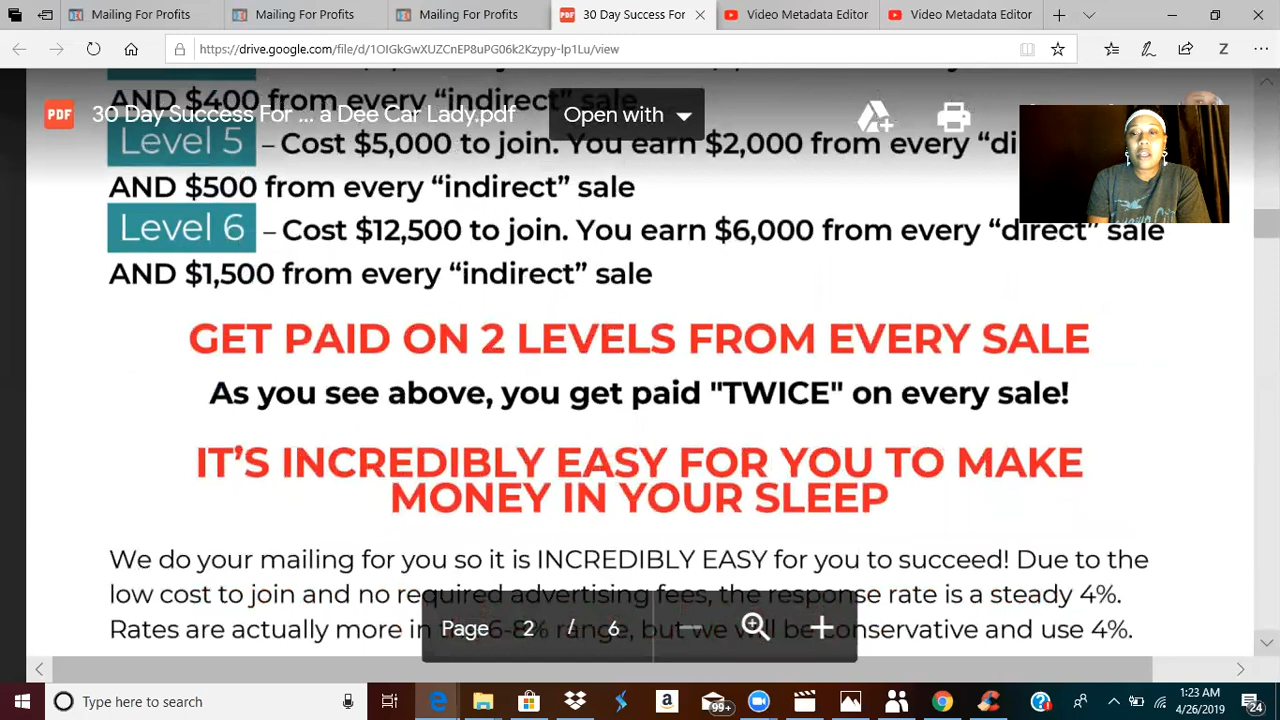 Mailing For Profits
Mailing For Profits
Mailing For Profits
PDF
30 Day Success For
Video Metadata Editor
Video Metadata Editor
https://drive.google.com/file/d/1OIGkGwXUZCnEP8uPG06k2Kzypy-lp1Lu/view
Z
AND $400 from every "indirect" sale
PDF
30 Day Success For ... a Dee Car Lady.pdf
Open with
Level 5 – Cost $5,000 to join. You earn $2,000 from every "di
AND $500 from every "indirect" sale
Level 6 – Cost $12,500 to join. You earn $6,000 from every "direct" sale
AND $1,500 from every "indirect" sale
GET PAID ON 2 LEVELS FROM EVERY SALE
As you see above, you get paid "TWICE" on every sale!
IT'S INCREDIBLY EASY FOR YOU TO MAKE
MONEY IN YOUR SLEEP
We do your mailing for you so it is INCREDIBLY EASY for you to succeed! Due to the
low cost to join and no required advertising fees, the response rate is a steady 4%.
Rates are actually more in the 6-8% range, but we will be conservative and use 4%.
Page 2 / 6
Type here to search
99+
1:23 AM
4/26/2019
24